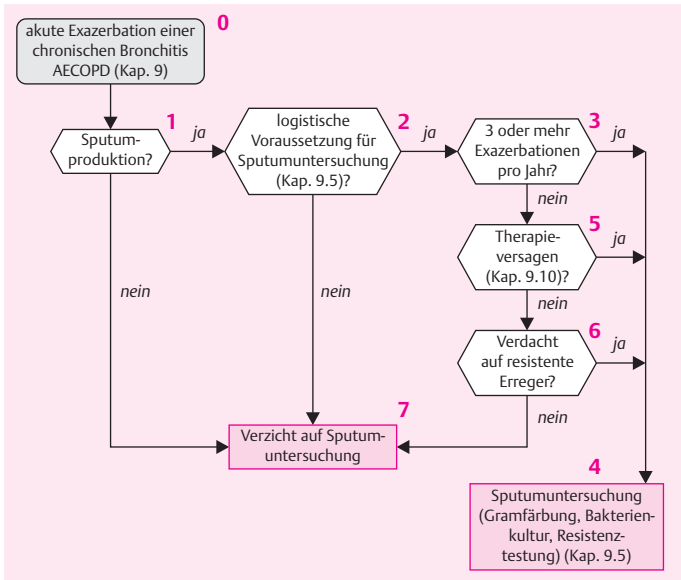 0
akute Exazerbation einer
chronischen Bronchitis
AECOPD (Kap. 9)
1
Sputum-
produktion?
ja
2
logistische
Voraussetzung für
Sputumuntersuchung
(Kap. 9.5)?
ja
3
3 oder mehr
Exazerbationen
pro Jahr?
ja
nein
5
Therapie-
versagen
(Kap. 9.10)?
ja
nein
nein
nein
6
Verdacht
auf resistente
Erreger?
ja
nein
7
Verzicht auf Sputum-
untersuchung
4
Sputumuntersuchung
(Gramfärbung, Bakterien-
kultur, Resistenz-
testung) (Kap. 9.5)